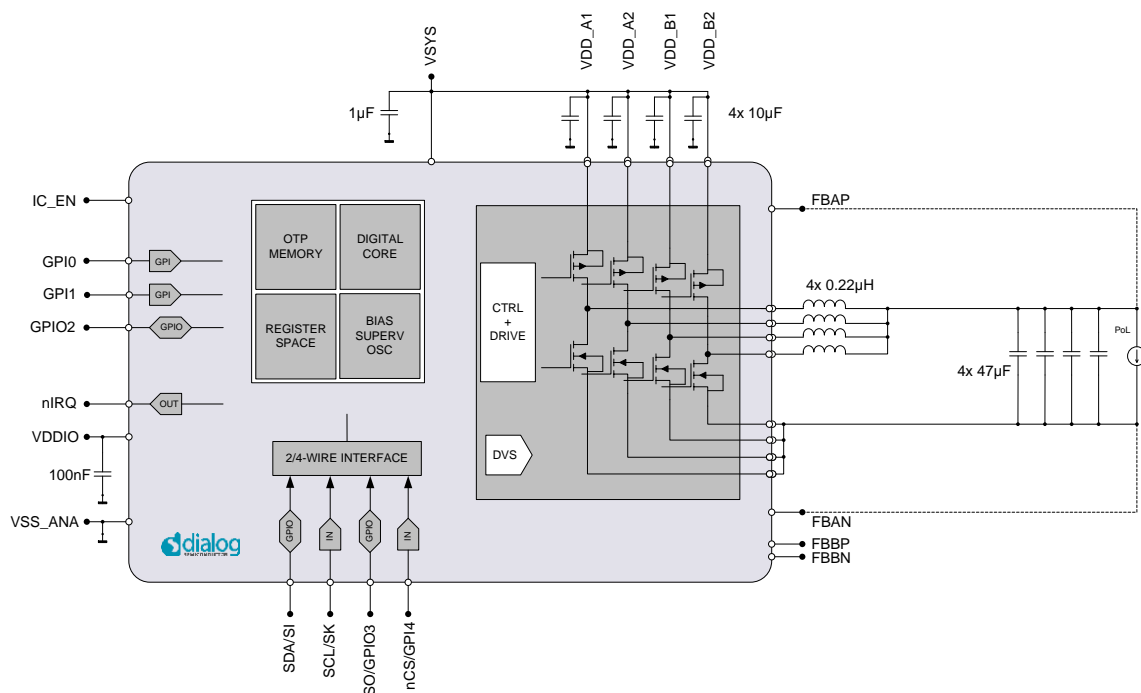 VSYS
VDD_A1
VDD_A2
VDD_B1
VDD_B2
1µF
4x 10µF
IC_EN
GPI0
GPI
GPI1
GPI
GPIO2
GPIO
nIRQ
OUT
VDDIO
100nF
VSS_ANA
OTP
MEMORY
DIGITAL
CORE
REGISTER
SPACE
BIAS
SUPERV
OSC
2/4-WIRE INTERFACE
GPIO
IN
GPIO
IN
SDA/SI
SCL/SK
SO/GPIO3
nCS/GPI4
dialog
SEMICONDUCTOR
CTRL
+
DRIVE
DVS
FBAP
4x 0.22µH
4x 47µF
PoL
FBAN
FBBP
FBBN